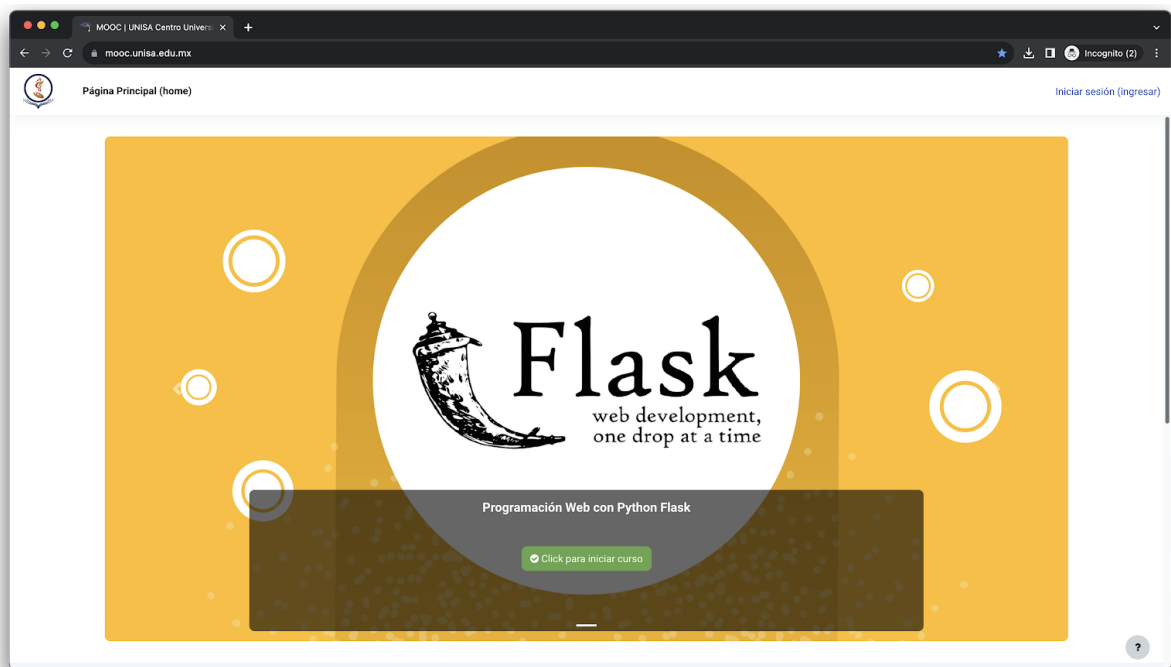 MOOC | UNISA Centro Univers
mooc.unisa.edu.mx
Incognito (2)
Página Principal (home)
Iniciar sesión (ingresar)
Flask
web development,
one drop at a time
Programación Web con Python Flask
Click para iniciar curso
?